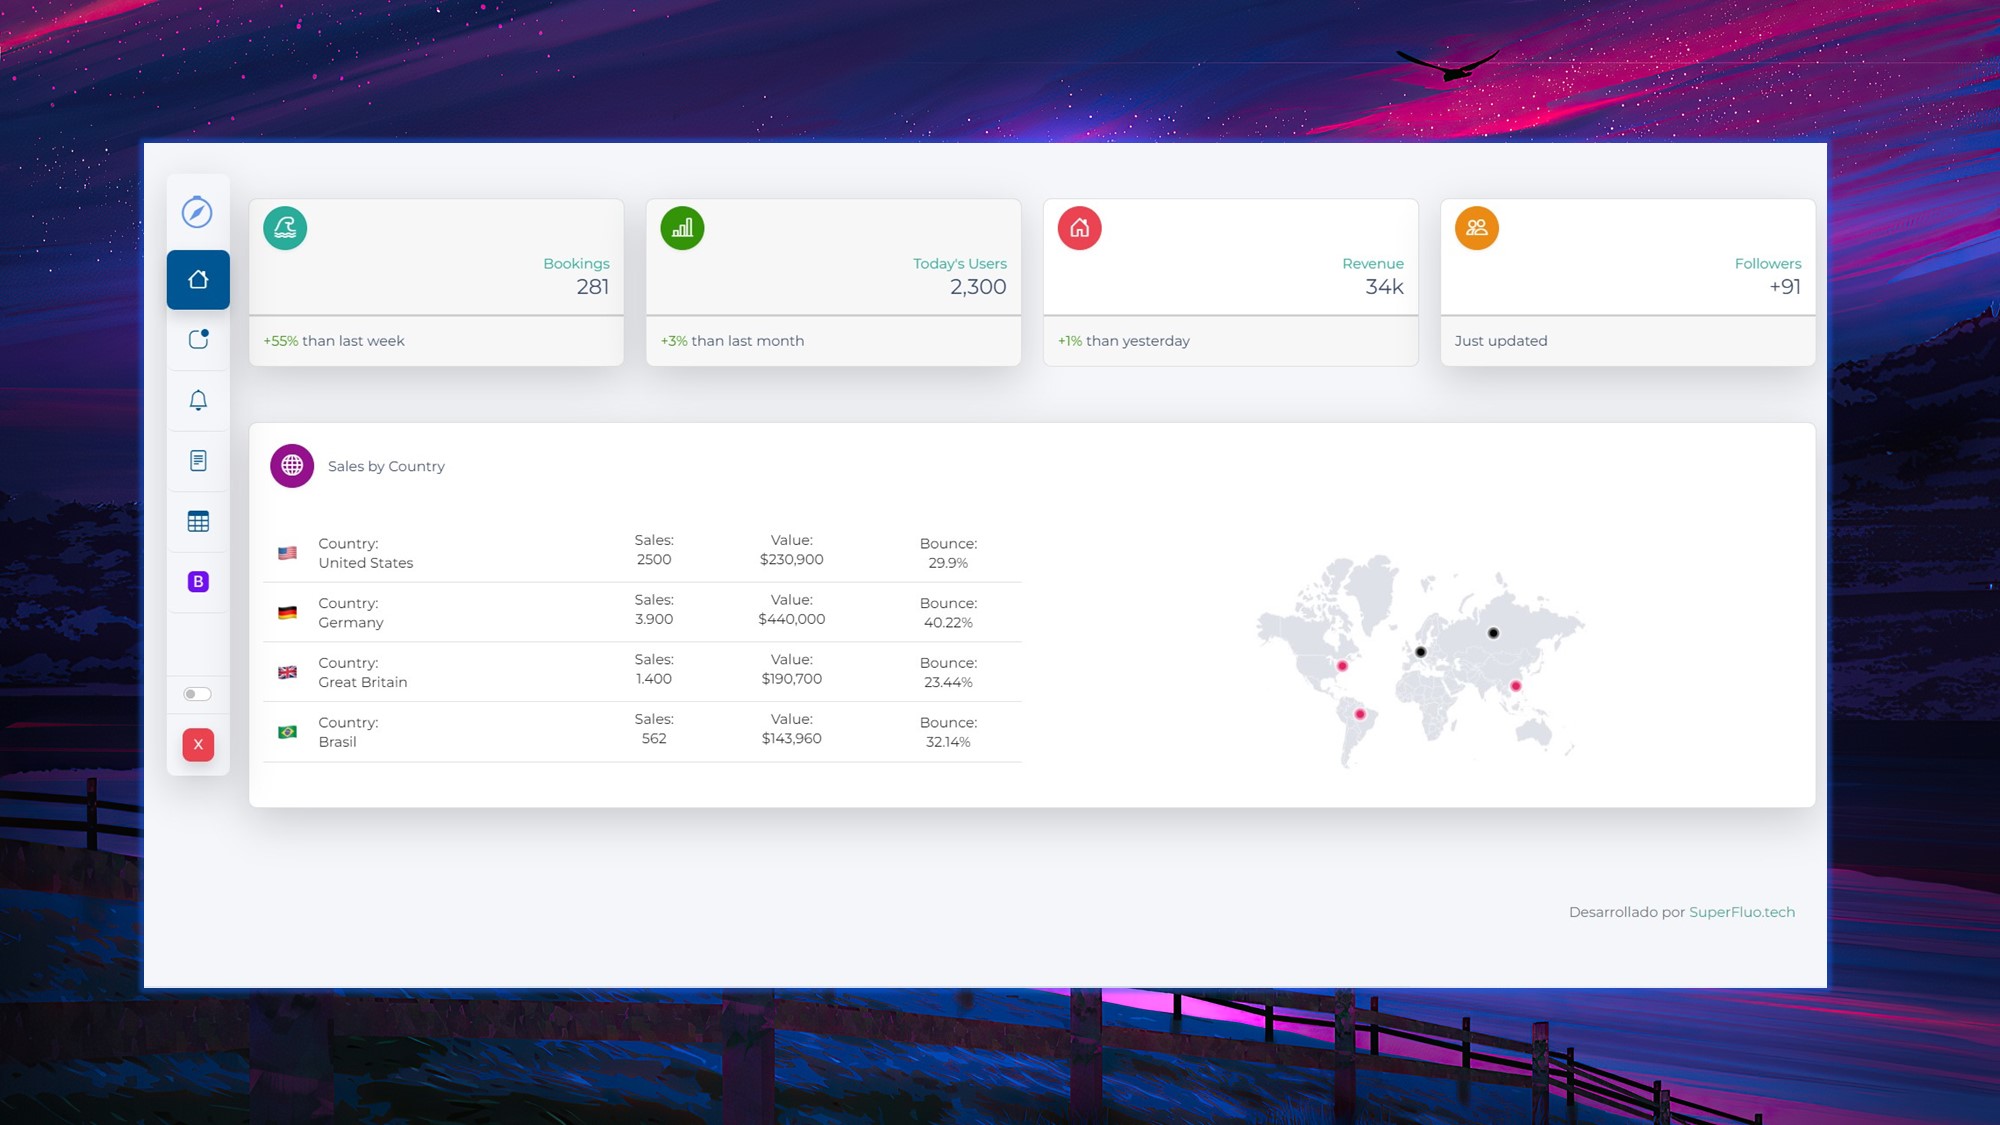 Bookings
281
+55% than last week
Today's Users
2,300
+3% than last month
Revenue
34k
+1% than yesterday
Followers
+91
Just updated
B
X
Sales by Country
Country: Sales: Value: Bounce:
United States 2500 $230,900 29.9%
Country: Sales: Value: Bounce:
Germany 3.900 $440,000 40.22%
Country: Sales: Value: Bounce:
Great Britain 1.400 $190,700 23.44%
Country: Sales: Value: Bounce:
Brasil 562 $143,960 32.14%
Desarrollado por SuperFluo.tech